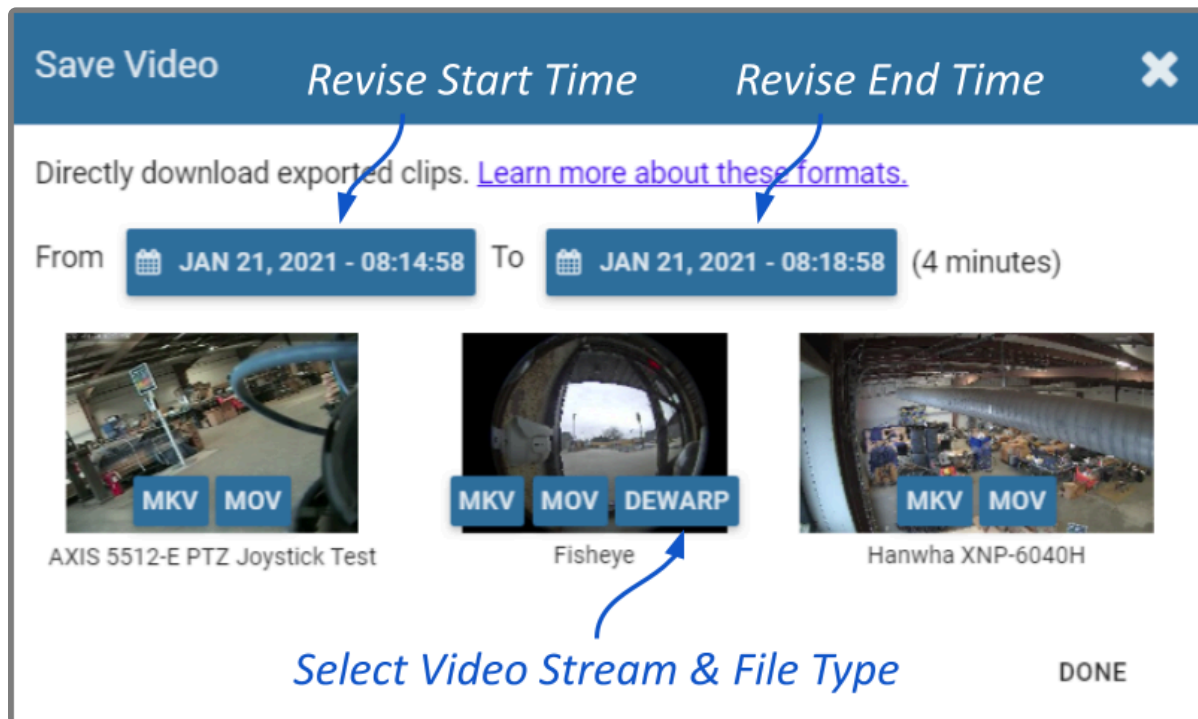 Save Video
Revise Start Time
Revise End Time
Directly download exported clips. Learn more about these formats.
From JAN 21, 2021 - 08:14:58 To JAN 21, 2021 - 08:18:58 (4 minutes)
MKV MOV
MKV MOV DEWARP
MKV MOV
AXIS 5512-E PTZ Joystick Test
Fisheye
Hanwha XNP-6040H
Select Video Stream & File Type
DONE